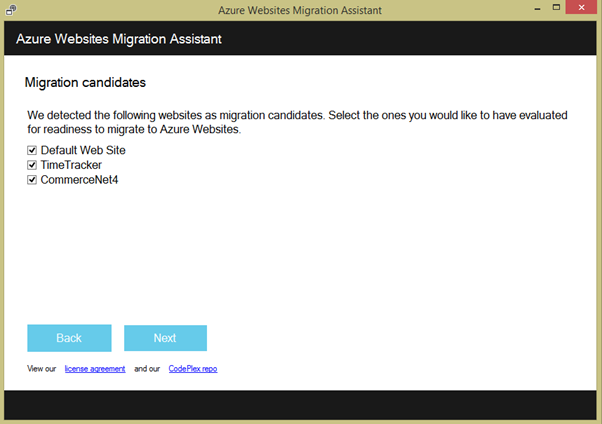 Azure Websites Migration Assistant
Azure Websites Migration Assistant
Migration candidates
We detected the following websites as migration candidates. Select the ones you would like to have evaluated
for readiness to migrate to Azure Websites.
Default Web Site
TimeTracker
CommerceNet4
Back Next
View our license agreement and our CodePlex repo